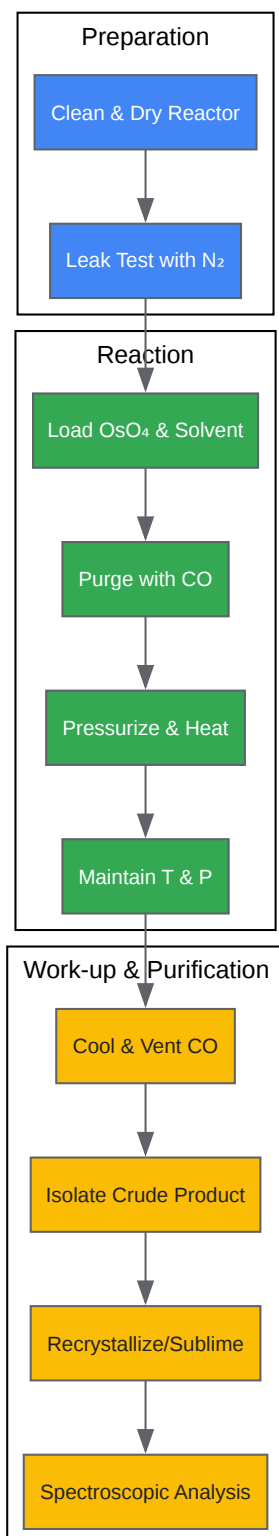 Preparation
Clean & Dry Reactor
Leak Test with N₂
Reaction
Load OsO₄ & Solvent
Purge with CO
Pressurize & Heat
Maintain T & P
Work-up & Purification
Cool & Vent CO
Isolate Crude Product
Recrystallize/Sublime
Spectroscopic Analysis